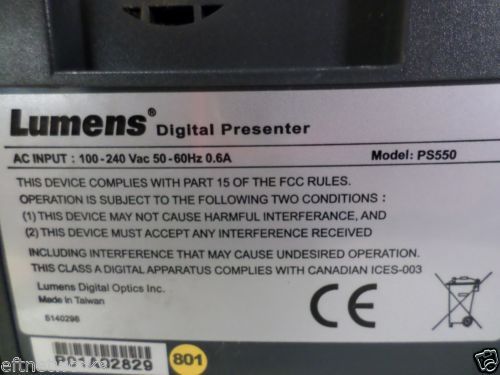 Lumens® Digital Presenter
AC INPUT : 100-240 Vac 50-60Hz 0.6A Model: PS550
THIS DEVICE COMPLIES WITH PART 15 OF THE FCC RULES.
OPERATION IS SUBJECT TO THE FOLLOWING TWO CONDITIONS :
(1) THIS DEVICE MAY NOT CAUSE HARMFUL INTERFERANCE, AND
(2) THIS DEVICE MUST ACCEPT ANY INTERFERENCE RECEIVED
INCLUDING INTERFERENCE THAT MAY CAUSE UNDESIRED OPERATION.
THIS CLASS A DIGITAL APPARATUS COMPLIES WITH CANADIAN ICES-003
Lumens Digital Optics Inc.
Made in Taiwan
CE
5140296
801